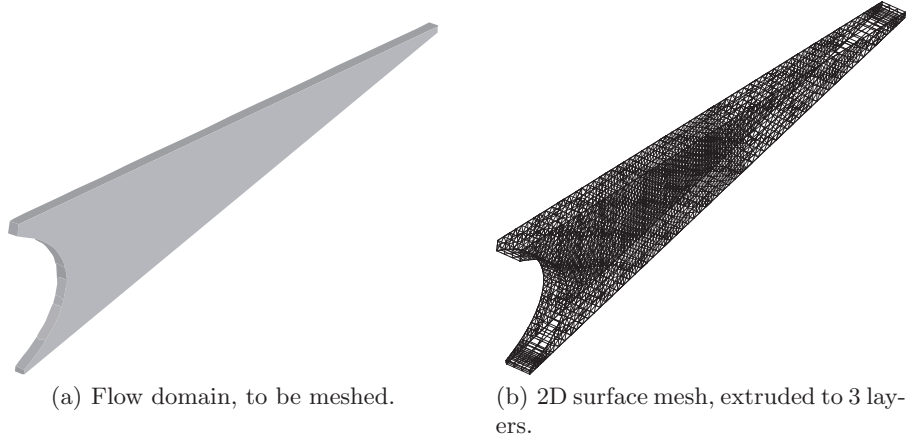 (a) Flow domain, to be meshed.
(b) 2D surface mesh, extruded to 3 lay-
ers.